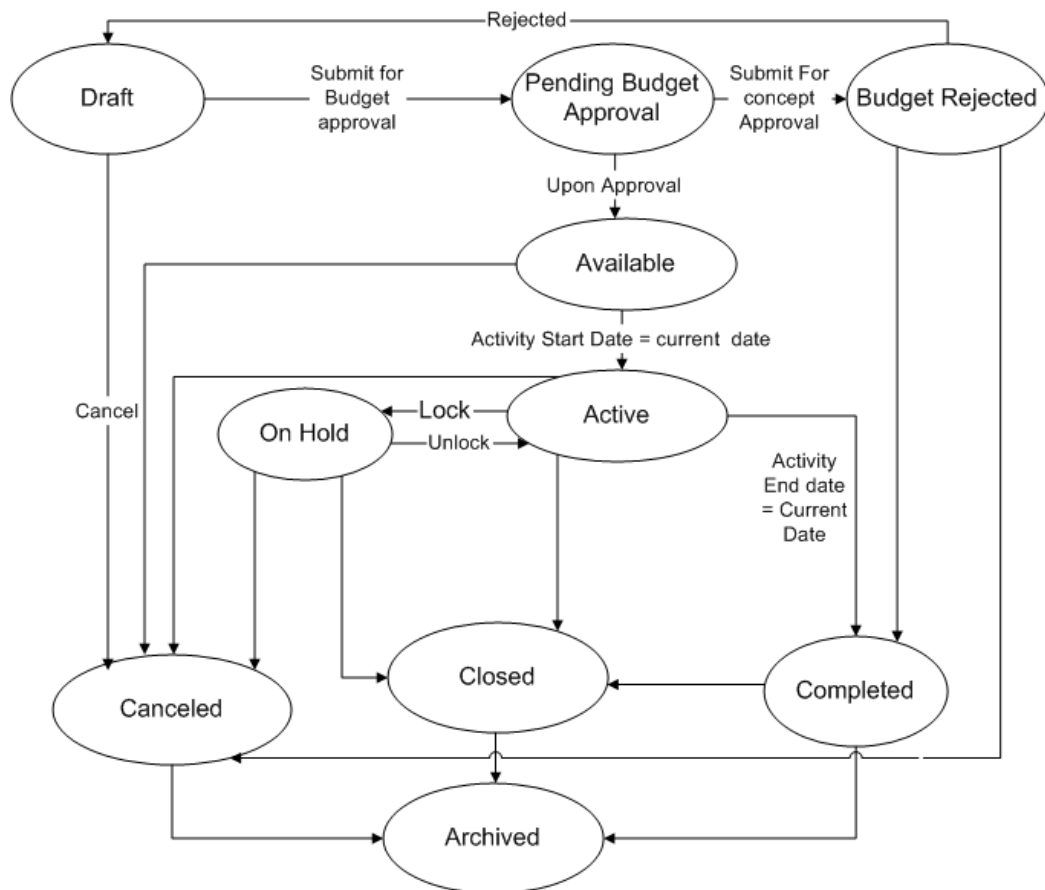 Rejected
Draft
Submit for
Budget
approval
Pending Budget
Approval
Submit For
concept
Approval
Budget Rejected
Upon Approval
Available
Activity Start Date = current  date
Cancel
On Hold
Lock
Unlock
Active
Activity
End date
= Current
Date
Canceled
Closed
Completed
Archived